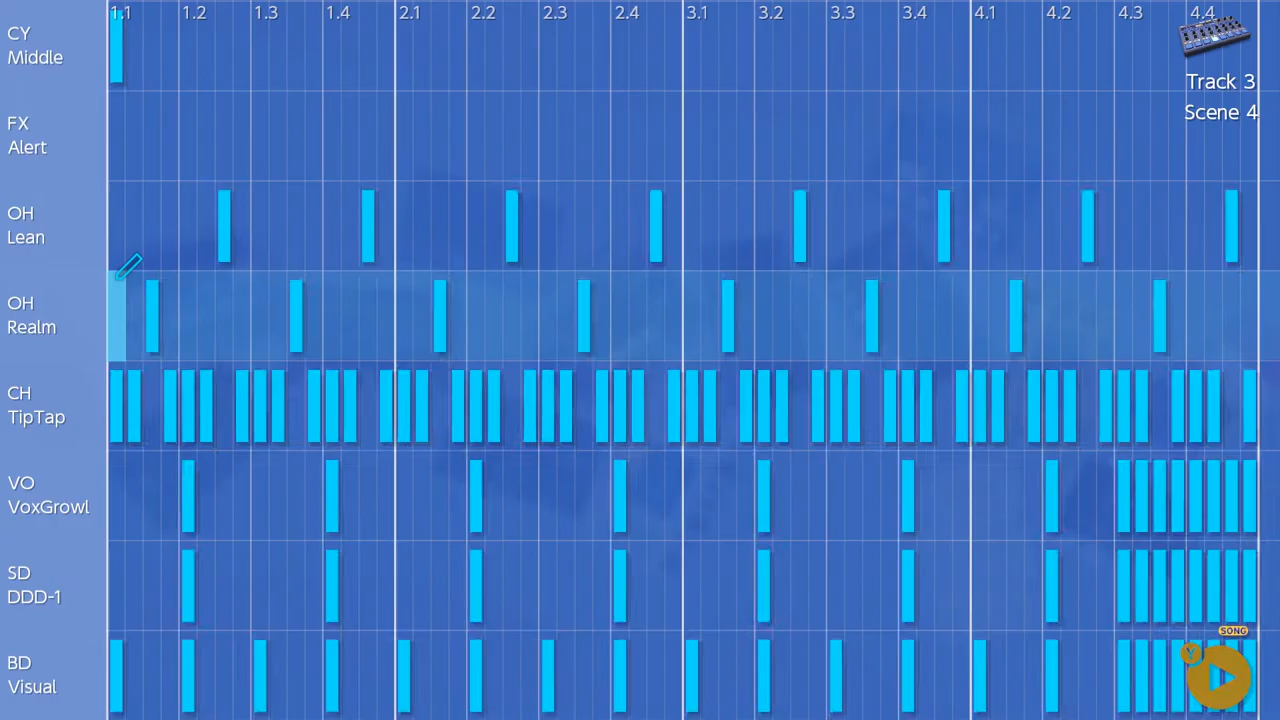 1.1 1.2 1.3 1.4 2.1 2.2 2.3 2.4 3.1 3.2 3.3 3.4 4.1 4.2 4.3 4.4
CY
Middle
Track 3
Scene 4
FX
Alert
OH
Lean
OH
Realm
CH
TipTap
VO
VoxGrowl
SD
DDD-1
SONG
BD
Visual
Y